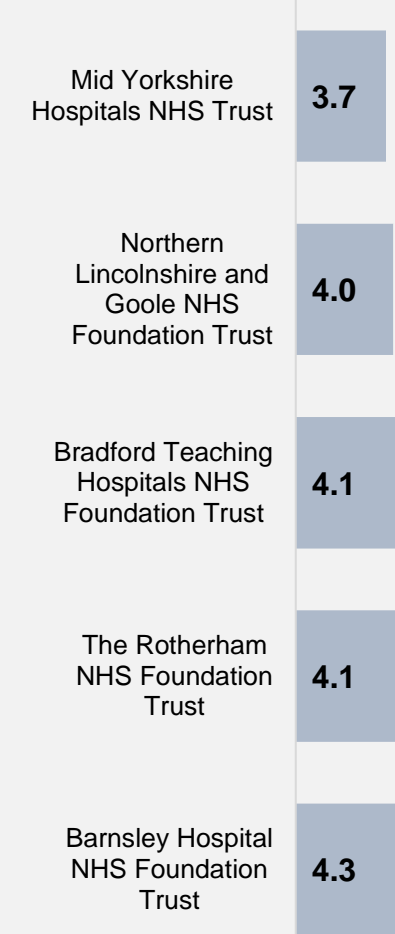 Mid Yorkshire
Hospitals NHS Trust
3.7
Northern
Lincolnshire and
Goole NHS
Foundation Trust
4.0
Bradford Teaching
Hospitals NHS
Foundation Trust
4.1
The Rotherham
NHS Foundation
Trust
4.1
Barnsley Hospital
NHS Foundation
Trust
4.3